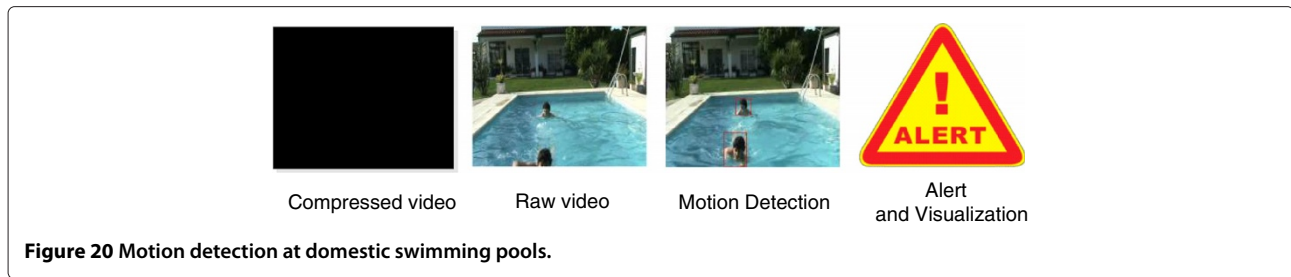 !
ALERT
Compressed video
Raw video
Motion Detection
Alert
and Visualization
Figure 20 Motion detection at domestic swimming pools.